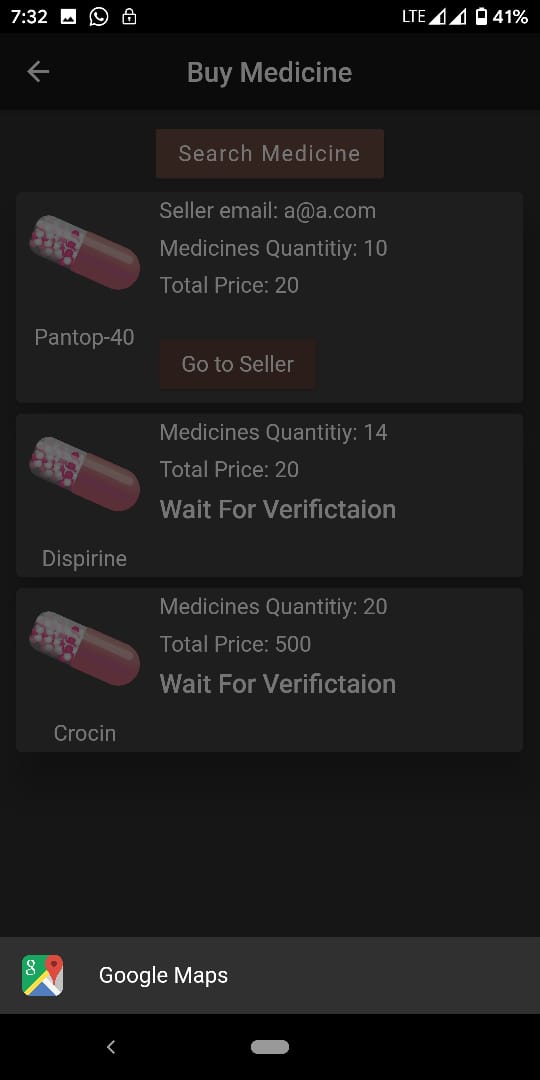 7:32 LTE 41%
Buy Medicine
Search Medicine
Seller email: a@a.com
Medicines Quantitiy: 10
Total Price: 20
Pantop-40
Go to Seller
Medicines Quantitiy: 14
Total Price: 20
Wait For Verifictaion
Dispirine
Medicines Quantitiy: 20
Total Price: 500
Wait For Verifictaion
Crocin
Google Maps